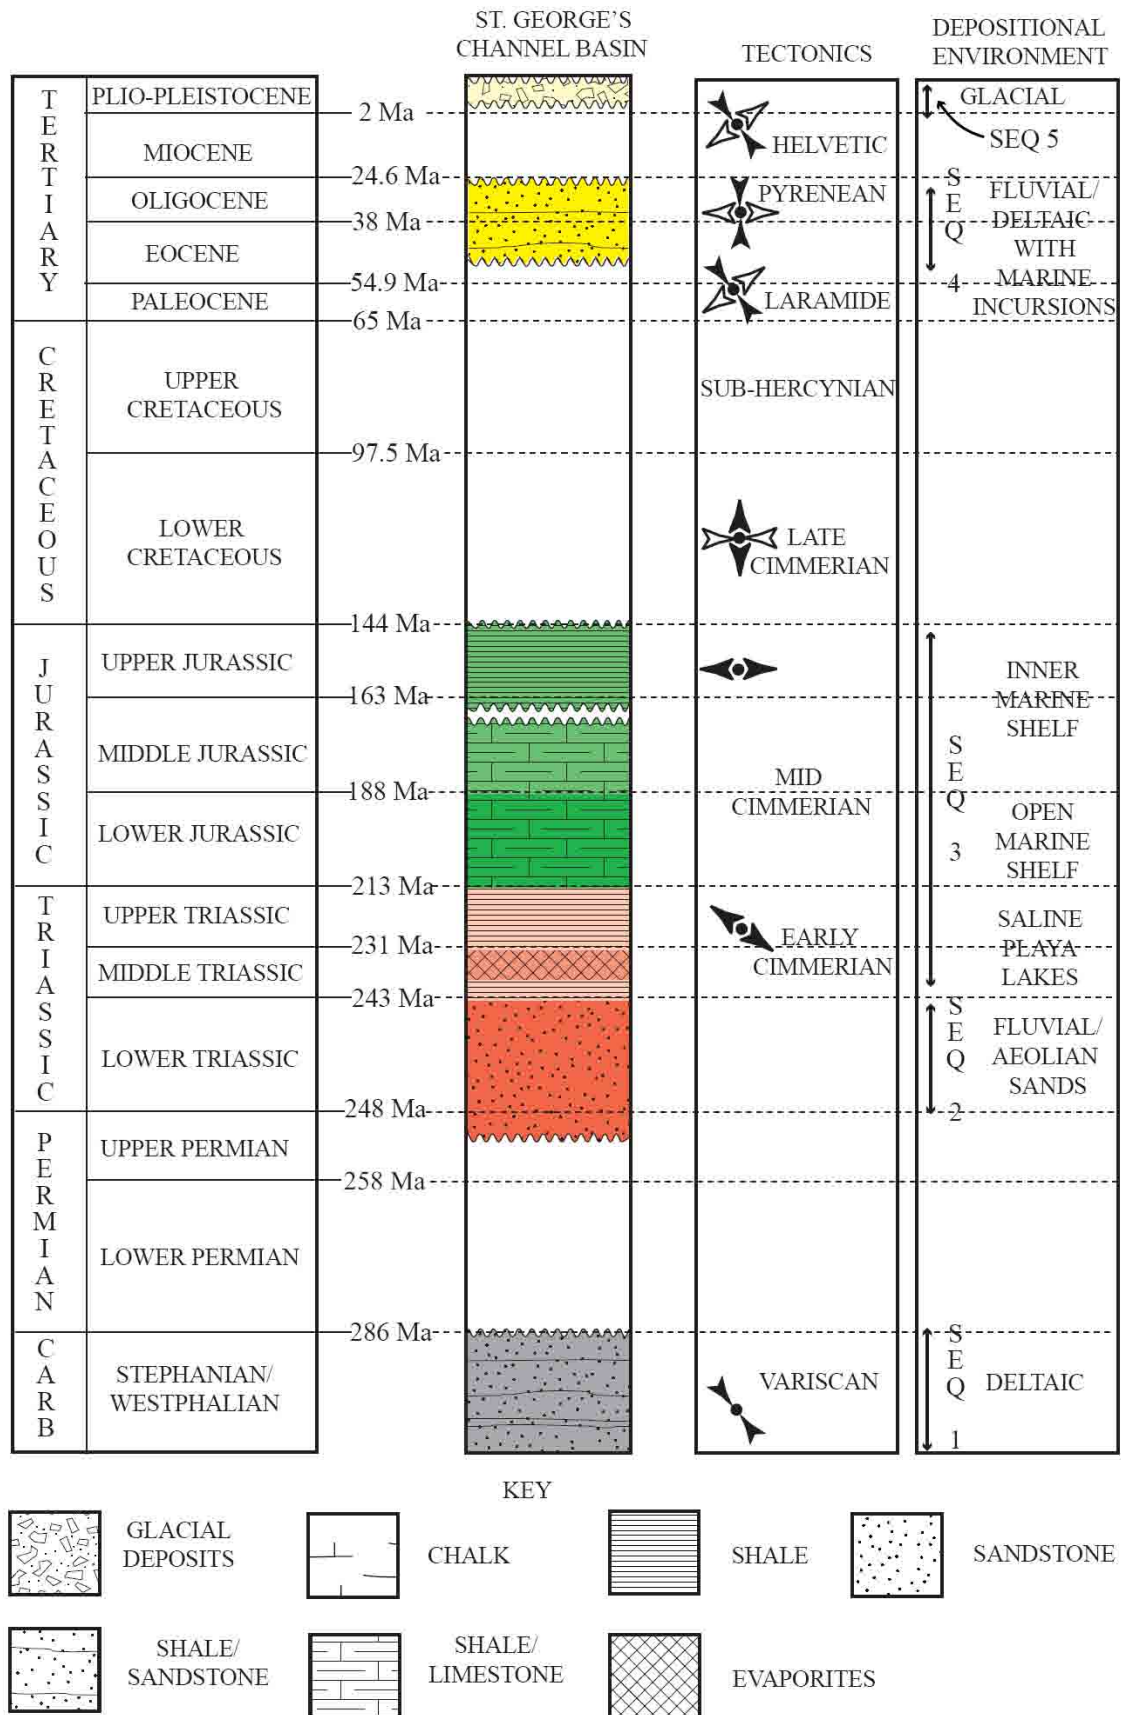 ST. GEORGE'S
CHANNEL BASIN
TECTONICS
DEPOSITIONAL
ENVIRONMENT
TERTIARY
PLIO-PLEISTOCENE
2 Ma
MIOCENE
24.6 Ma
OLIGOCENE
38 Ma
EOCENE
54.9 Ma
PALEOCENE
65 Ma
CRETACEOUS
UPPER
CRETACEOUS
97.5 Ma
LOWER
CRETACEOUS
144 Ma
JURASSIC
UPPER JURASSIC
163 Ma
MIDDLE JURASSIC
188 Ma
LOWER JURASSIC
213 Ma
TRIASSIC
UPPER TRIASSIC
231 Ma
MIDDLE TRIASSIC
243 Ma
LOWER TRIASSIC
248 Ma
PERMIAN
UPPER PERMIAN
258 Ma
LOWER PERMIAN
286 Ma
CARB
STEPHANIAN/
WESTPHALIAN
HELVETIC
PYRENEAN
LARAMIDE
SUB-HERCYNIAN
LATE
CIMMERIAN
MID
CIMMERIAN
EARLY
CIMMERIAN
VARISCAN
GLACIAL
SEQ 5
SEQ 4
FLUVIAL/
DELTAIC
WITH
MARINE
INCURSIONS
INNER
MARINE
SHELF
SEQ 3
OPEN
MARINE
SHELF
SALINE
PLAYA
LAKES
SEQ 2
FLUVIAL/
AEOLIAN
SANDS
SEQ 1
DELTAIC
KEY
GLACIAL
DEPOSITS
CHALK
SHALE
SANDSTONE
SHALE/
SANDSTONE
SHALE/
LIMESTONE
EVAPORITES